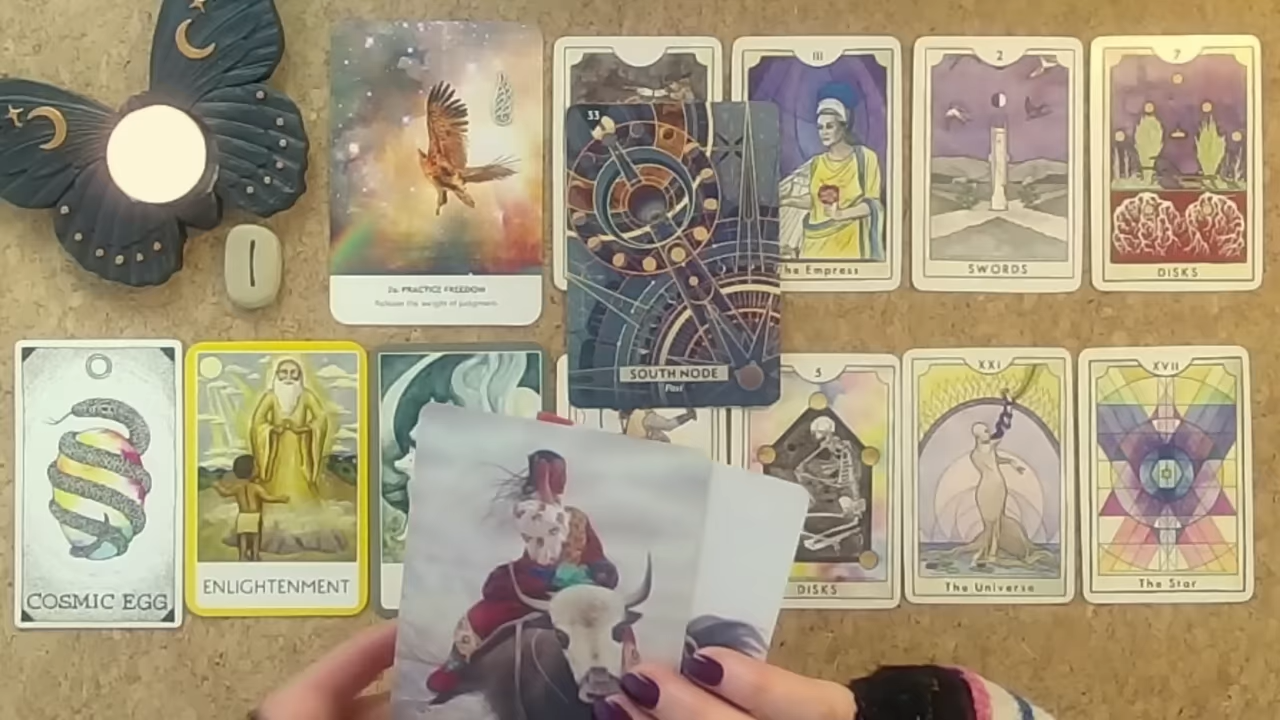 III
2
7
33
The Empress
SWORDS
DISKS
PRACTICE FREEDOM
Release the weight of judgment.
SOUTH NODE
Past
5
XXI
XVII
COSMIC EGG
ENLIGHTENMENT
DISKS
The Universe
The Star